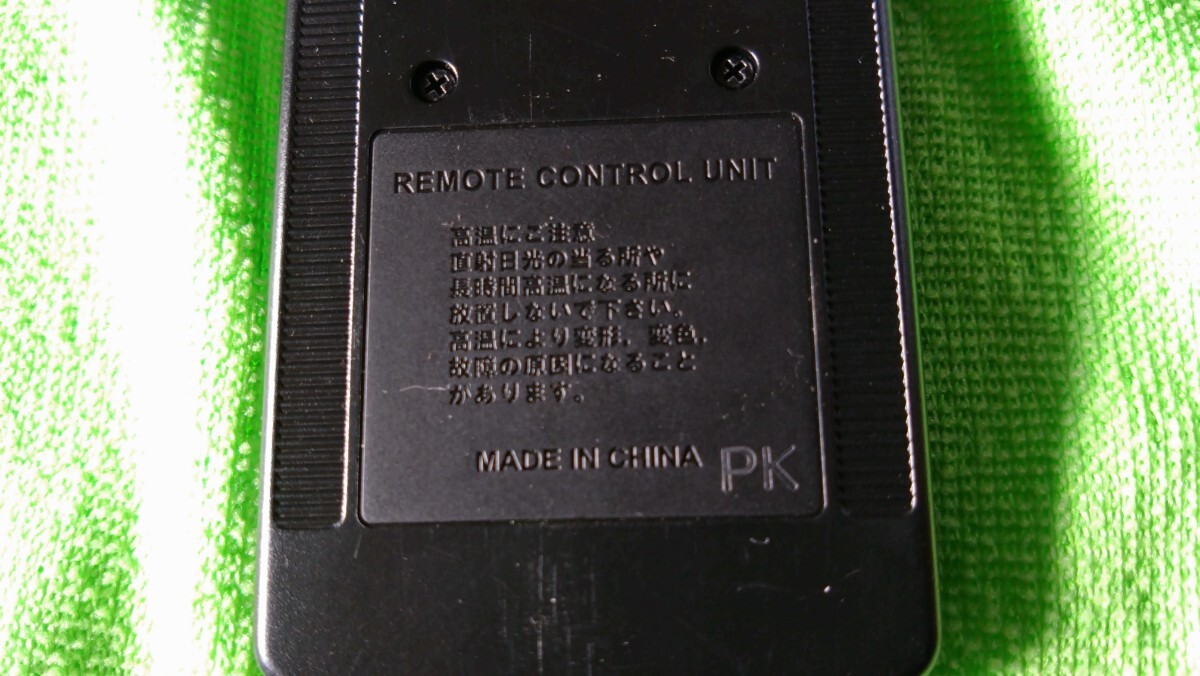 REMOTE CONTROL UNIT
高温にご注意
直射日光の当る所や
長時間高温になる所に
放置しないで下さい。
高温により変形、変色、
故障の原因になること
があります。
MADE IN CHINA PK